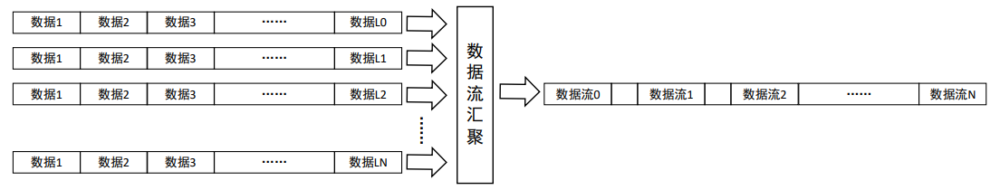 数据1 数据2 数据3 …… 数据L0
数据1 数据2 数据3 …… 数据L1
数据1 数据2 数据3 …… 数据L2
……
数据1 数据2 数据3 …… 数据LN
数据流汇聚
数据流0 数据流1 数据流2 …… 数据流N